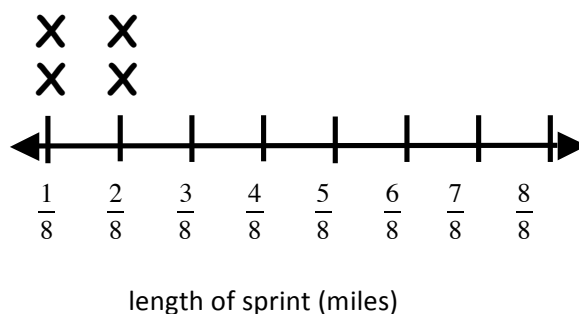 X X
X X
1/8 2/8 3/8 4/8 5/8 6/8 7/8 8/8
length of sprint (miles)